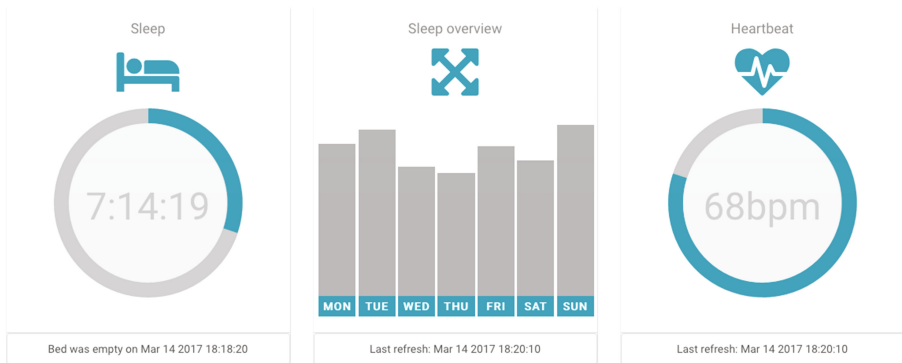 Sleep
7:14:19
Bed was empty on Mar 14 2017 18:18:20
Sleep overview
MON TUE WED THU FRI SAT SUN
Last refresh: Mar 14 2017 18:20:10
Heartbeat
68bpm
Last refresh: Mar 14 2017 18:20:10